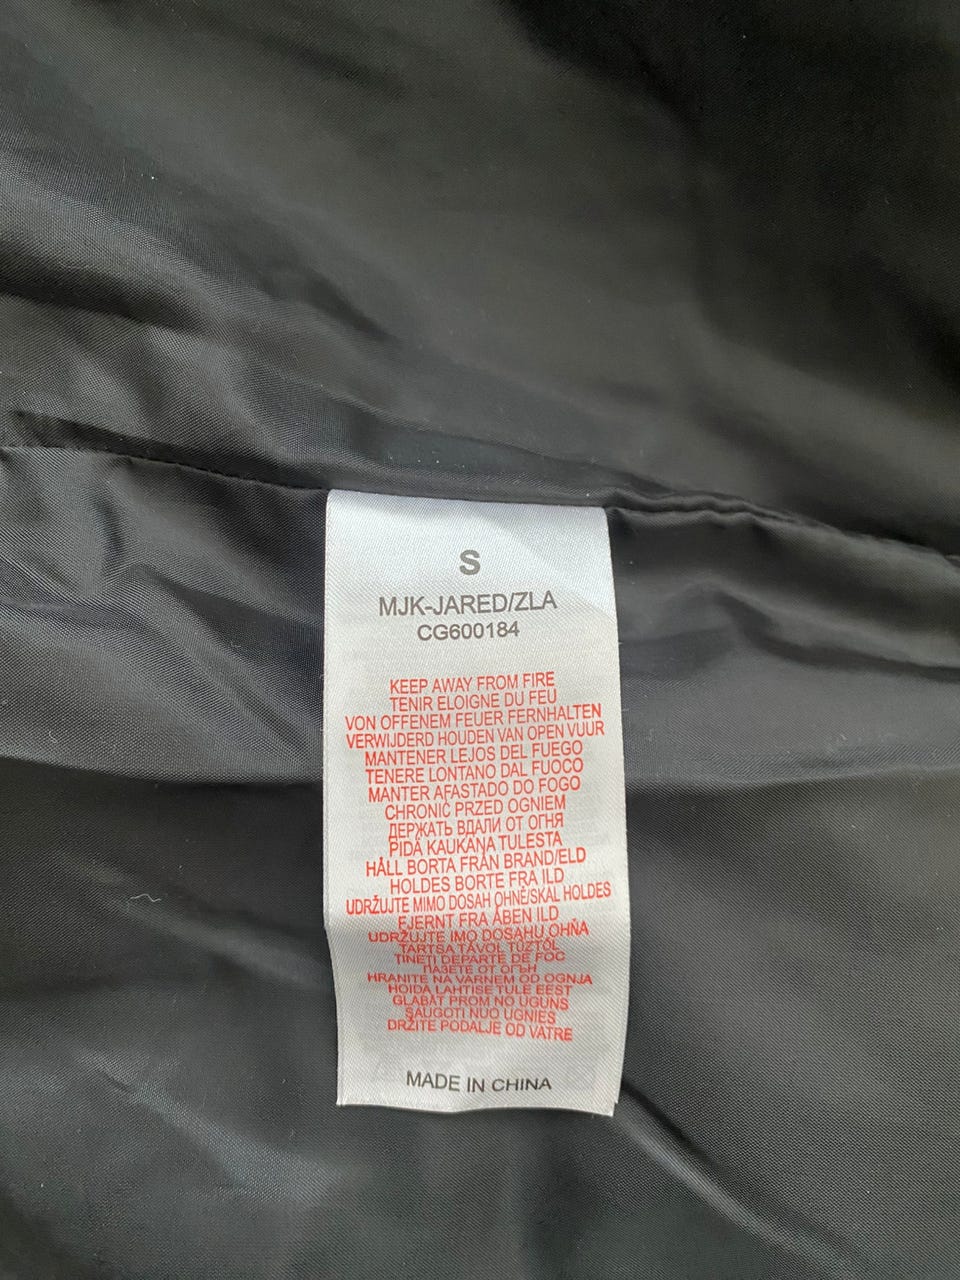 S
MJK-JARED/ZLA
CG600184
KEEP AWAY FROM FIRE
TENIR ELOIGNE DU FEU
VON OFFENEM FEUER FERNHALTEN
VERWIJDERD HOUDEN VAN OPEN VUUR
MANTENER LEJOS DEL FUEGO
TENERE LONTANO DAL FUOCO
MANTER AFASTADO DO FOGO
CHRONIĆ PRZED OGNIEM
ДЕРЖАТЬ ВДАЛИ ОТ ОГНЯ
PIDÄ KAUKANA TULESTA
HÅLL BORTA FRÅN BRAND/ELD
HOLDES BORTE FRA ILD
UDRŽUJTE MIMO DOSAH OHNĚ/SKAL HOLDES
FJERNT FRA ÅBEN ILD
UDRŽUJTE IMO DOSAHU OHŇA
TARTSA TÁVOL TŰZTŐL
TINETI DEPARTE DE FOC
ПАЗЕТЕ ОТ ОГЪН
HRANITE NA VARNEM OD OGNJA
HOIDA LAHTISE TULE EEST
GLABĀT PROM NO UGUNS
SAUGOTI NUO UGNIES
DRŽITE PODALJE OD VATRE
MADE IN CHINA